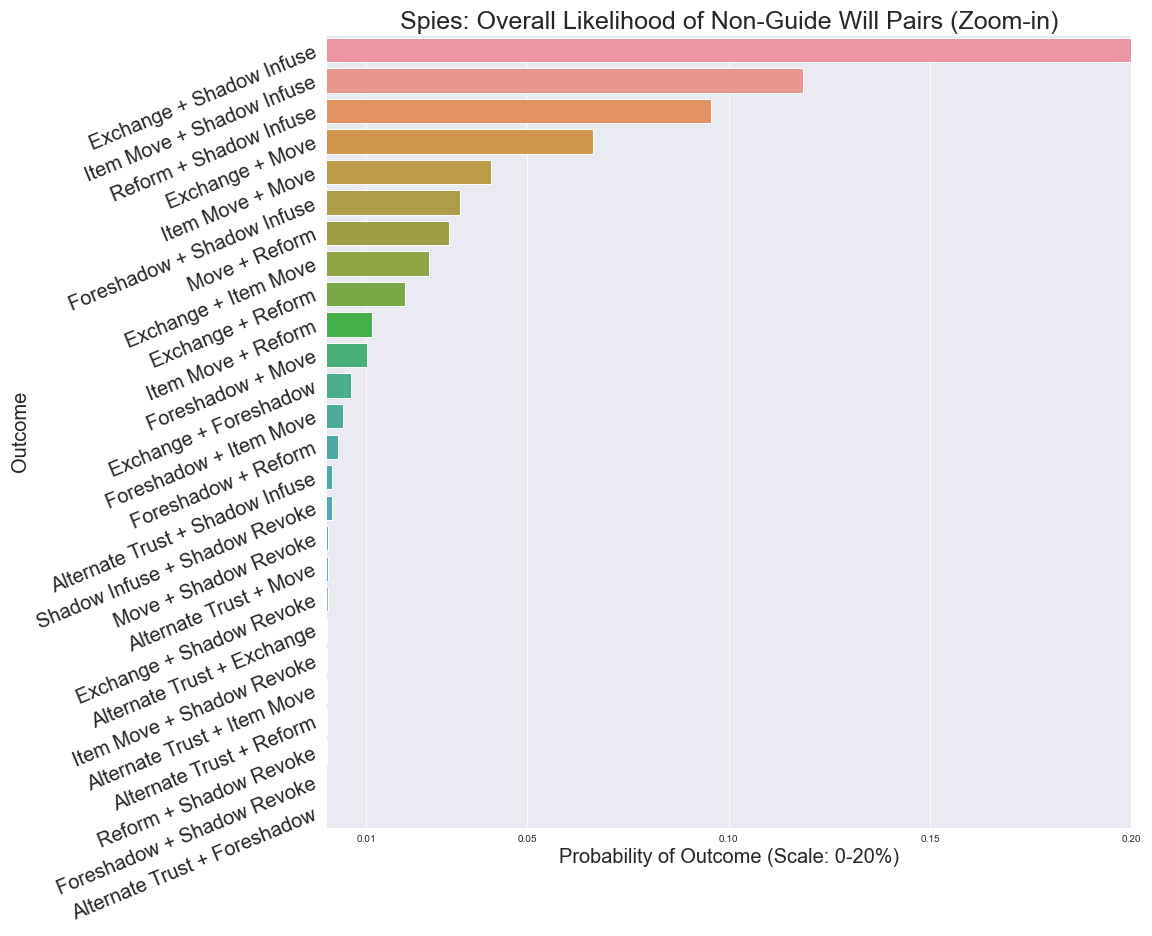 Spies: Overall Likelihood of Non-Guide Will Pairs (Zoom-in)
Exchange + Shadow Infuse
Item Move + Shadow Infuse
Reform + Shadow Infuse
Exchange + Move
Item Move + Move
Foreshadow + Shadow Infuse
Move + Reform
Exchange + Item Move
Exchange + Reform
Item Move + Reform
Foreshadow + Move
Exchange + Foreshadow
Foreshadow + Item Move
Foreshadow + Reform
Alternate Trust + Shadow Infuse
Shadow Infuse + Shadow Revoke
Move + Shadow Revoke
Alternate Trust + Move
Exchange + Shadow Revoke
Alternate Trust + Exchange
Item Move + Shadow Revoke
Alternate Trust + Item Move
Alternate Trust + Reform
Reform + Shadow Revoke
Foreshadow + Shadow Revoke
Alternate Trust + Foreshadow
Outcome
0.01 0.05 0.10 0.15 0.20
Probability of Outcome (Scale: 0-20%)